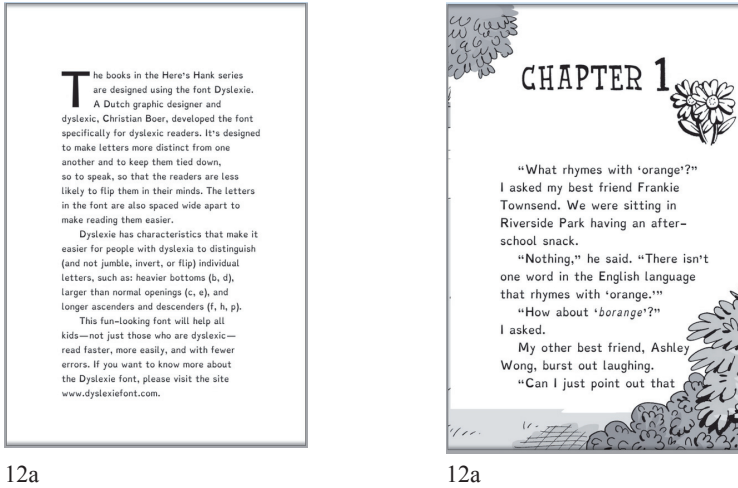 The books in the Here's Hank series
are designed using the font Dyslexie.
A Dutch graphic designer and
dyslexic, Christian Boer, developed the font
specifically for dyslexic readers. It's designed
to make letters more distinct from one
another and to keep them tied down,
so to speak, so that the readers are less
likely to flip them in their minds. The letters
in the font are also spaced wide apart to
make reading them easier.
Dyslexie has characteristics that make it
easier for people with dyslexia to distinguish
(and not jumble, invert, or flip) individual
letters, such as: heavier bottoms (b, d),
larger than normal openings (c, e), and
longer ascenders and descenders (f, h, p).
This fun-looking font will help all
kids—not just those who are dyslexic—
read faster, more easily, and with fewer
errors. If you want to know more about
the Dyslexie font, please visit the site
www.dyslexiefont.com.
12a
CHAPTER 1
“What rhymes with ‘orange’?”
I asked my best friend Frankie
Townsend. We were sitting in
Riverside Park having an after-
school snack.
“Nothing,” he said. “There isn't
one word in the English language
that rhymes with ‘orange.’”
“How about ‘borange’?”
I asked.
My other best friend, Ashley
Wong, burst out laughing.
“Can I just point out that
12a